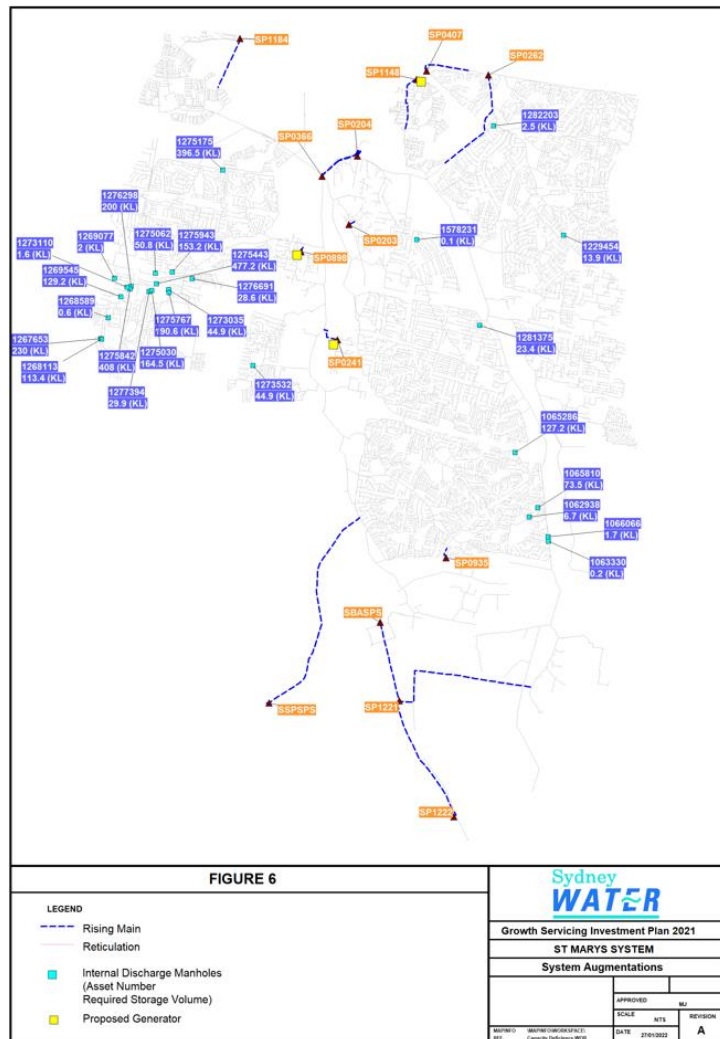 SP1184
SP0407
SP1148
SP0262
1282203
2.5 (KL)
1275175
396.5 (KL)
SP0204
SP0366
1276298
200 (KL)
1275062
50.8 (KL)
1275943
153.2 (KL)
SP0203
1578231
0.1 (KL)
1229454
13.9 (KL)
1273110
1.6 (KL)
1269077
2 (KL)
1275443
477.2 (KL)
SP0898
1269545
129.2 (KL)
1276691
28.6 (KL)
1268589
0.6 (KL)
1275767
190.6 (KL)
1273035
44.9 (KL)
1267653
230 (KL)
1275842
408 (KL)
1275030
164.5 (KL)
SP0241
1281375
23.4 (KL)
1268113
113.4 (KL)
1277394
29.9 (KL)
1273532
44.9 (KL)
1065286
127.2 (KL)
1065810
73.5 (KL)
1062938
6.7 (KL)
1066066
1.7 (KL)
1063330
0.2 (KL)
SP0935
SBASPS
SSPSPS
SP1221
SP1222
FIGURE 6
LEGEND
Rising Main
Reticulation
Internal Discharge Manholes
(Asset Number
Required Storage Volume)
Proposed Generator
Sydney
WATER
Growth Servicing Investment Plan 2021
ST MARYS SYSTEM
System Augmentations
APPROVED MJ
SCALE NTS
REVISION
A
DATE 27/01/2022